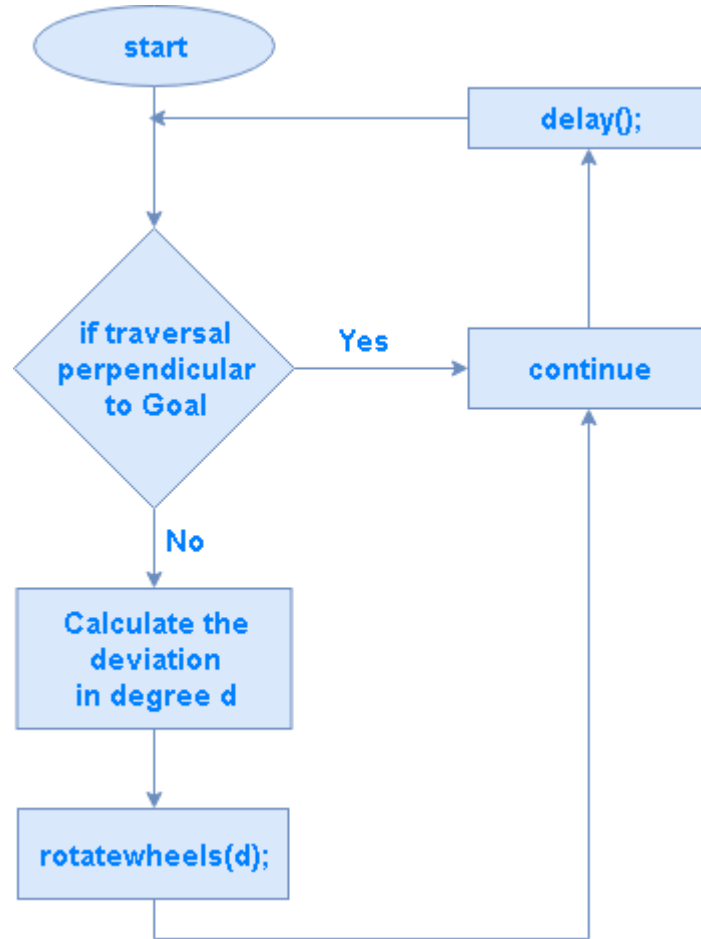 start
delay();
if traversal
perpendicular
to Goal
Yes
continue
No
Calculate the
deviation
in degree d
rotatewheels(d);